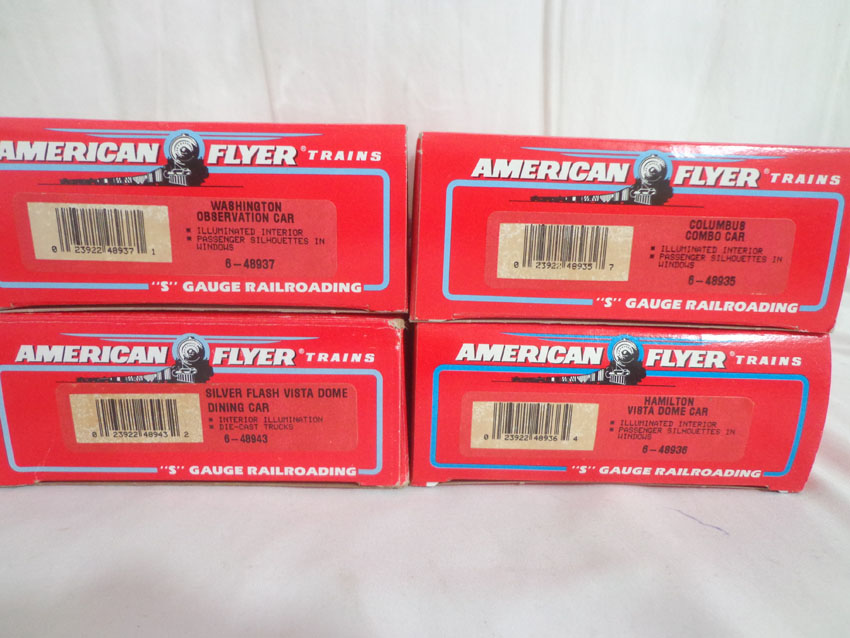 AMERICAN FLYER® TRAINS
WASHINGTON
OBSERVATION CAR
▪ ILLUMINATED INTERIOR
▪ PASSENGER SILHOUETTES IN
WINDOWS
0 23922 48937 1
6-48937
"S" GAUGE RAILROADING
AMERICAN FLYER® TRAINS
COLUMBUS
COMBO CAR
▪ ILLUMINATED INTERIOR
▪ PASSENGER SILHOUETTES IN
WINDOWS
0 23922 48935 7
6-48935
"S" GAUGE RAILROADING
AMERICAN FLYER® TRAINS
SILVER FLASH VISTA DOME
DINING CAR
▪ INTERIOR ILLUMINATION
▪ DIE-CAST TRUCKS
0 23922 48943 2
6-48943
"S" GAUGE RAILROADING
AMERICAN FLYER® TRAINS
HAMILTON
VISTA DOME CAR
▪ ILLUMINATED INTERIOR
▪ PASSENGER SILHOUETTES IN
WINDOWS
0 23922 48936 4
6-48936
"S" GAUGE RAILROADING